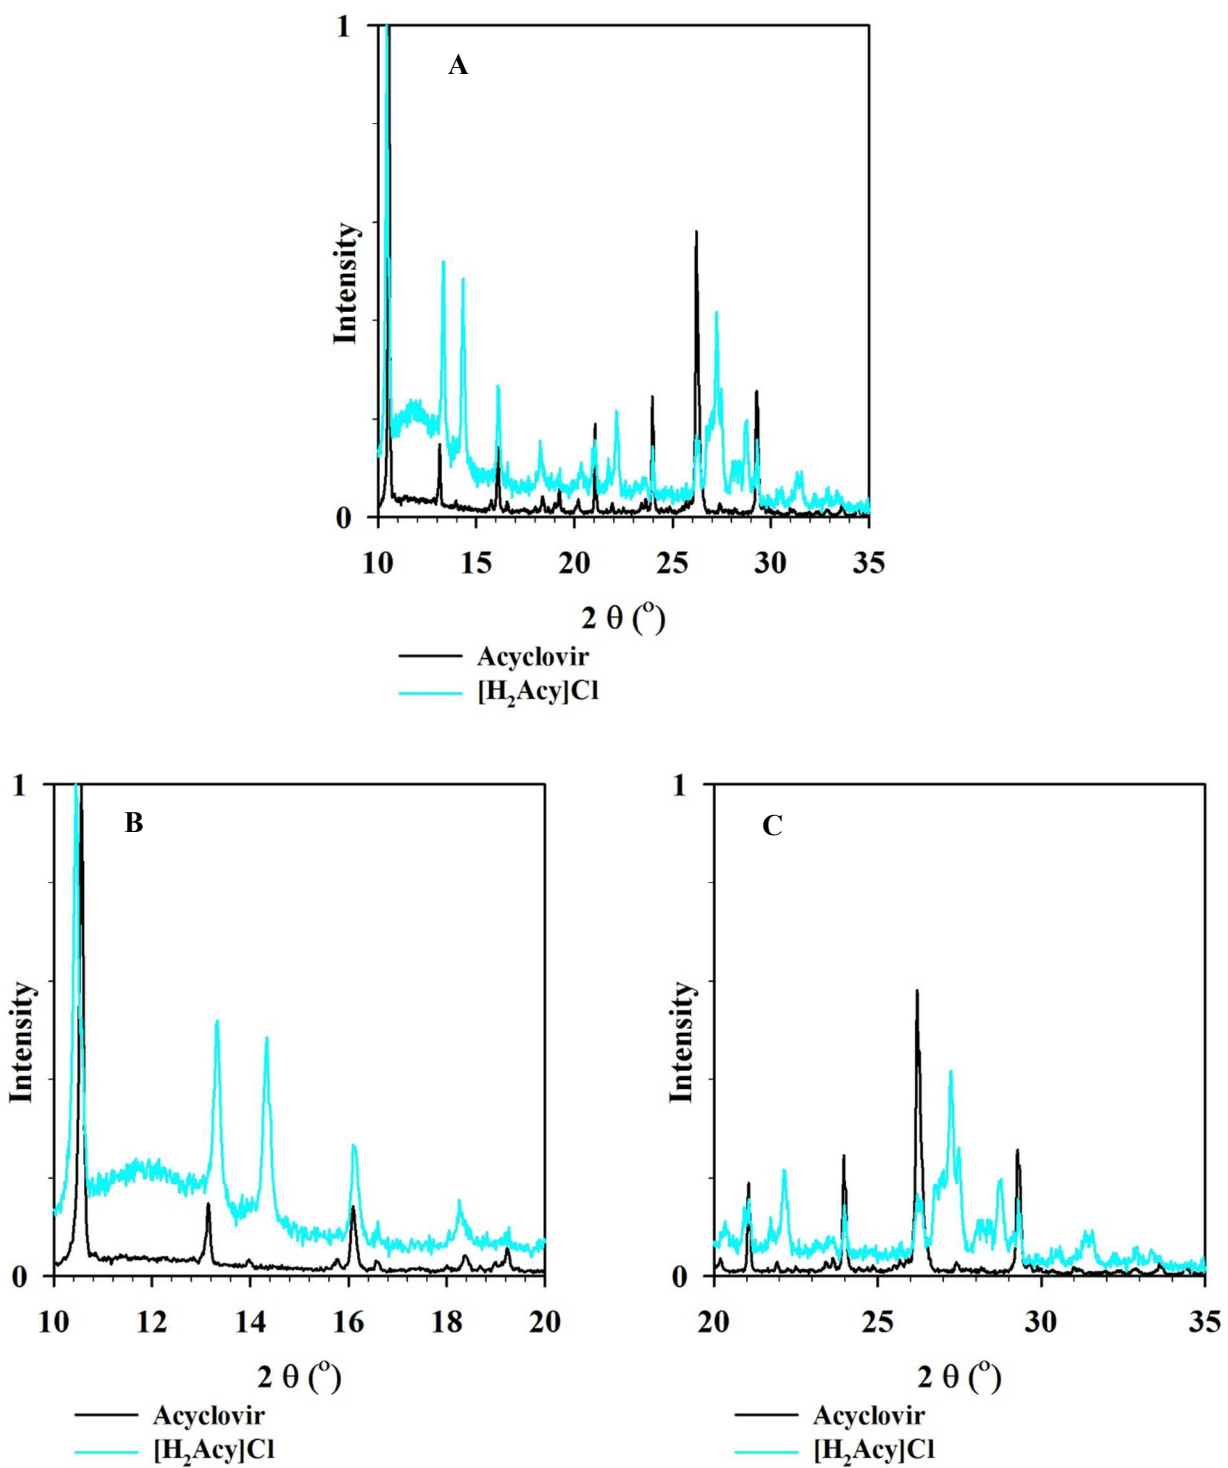 1
A
Intensity
0
10 15 20 25 30 35
2 θ (°)
Acyclovir
[H₂Acy]Cl
1
B
Intensity
0
10 12 14 16 18 20
2 θ (°)
Acyclovir
[H₂Acy]Cl
1
C
Intensity
0
20 25 30 35
2 θ (°)
Acyclovir
[H₂Acy]Cl